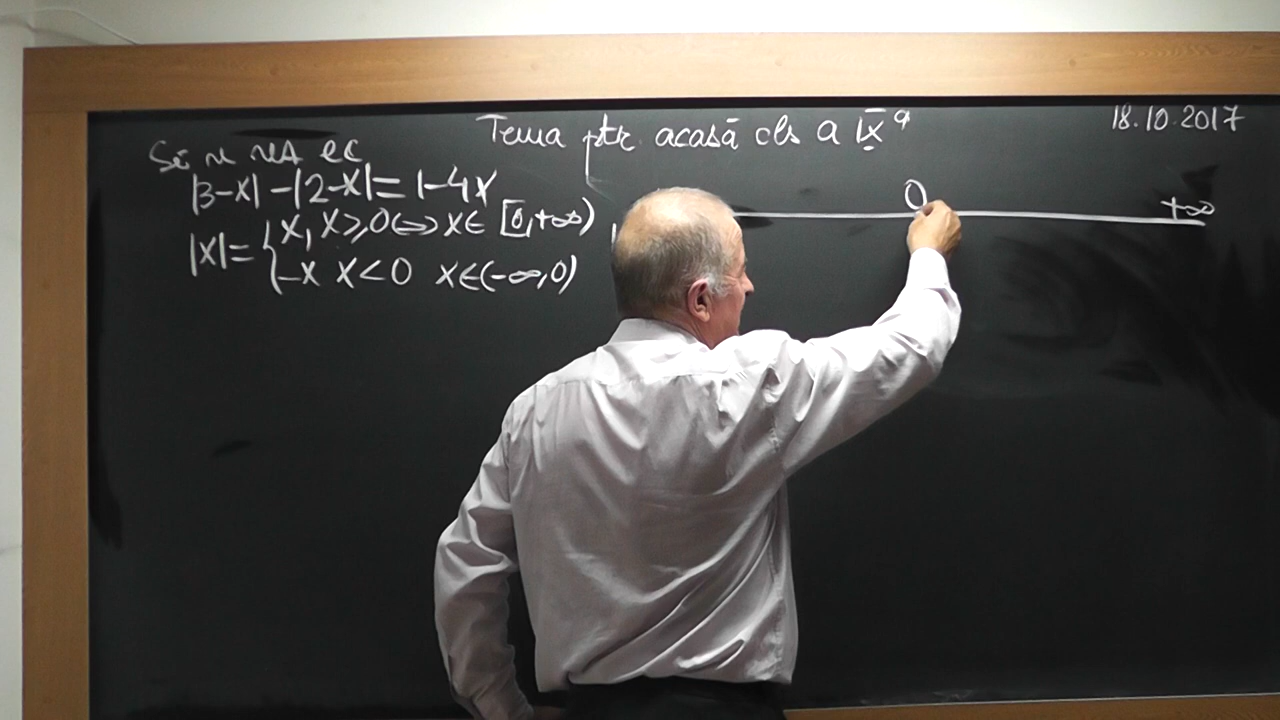 Tema ptr. acasă cls a IX a
18.10.2017
Să se rez ec
|3-x| - |2-x| = 1-4x
|x| = { x, x ≥ 0 ⇔ x ∈ [0, +∞)
-x x < 0 x ∈ (-∞, 0)
0 +∞